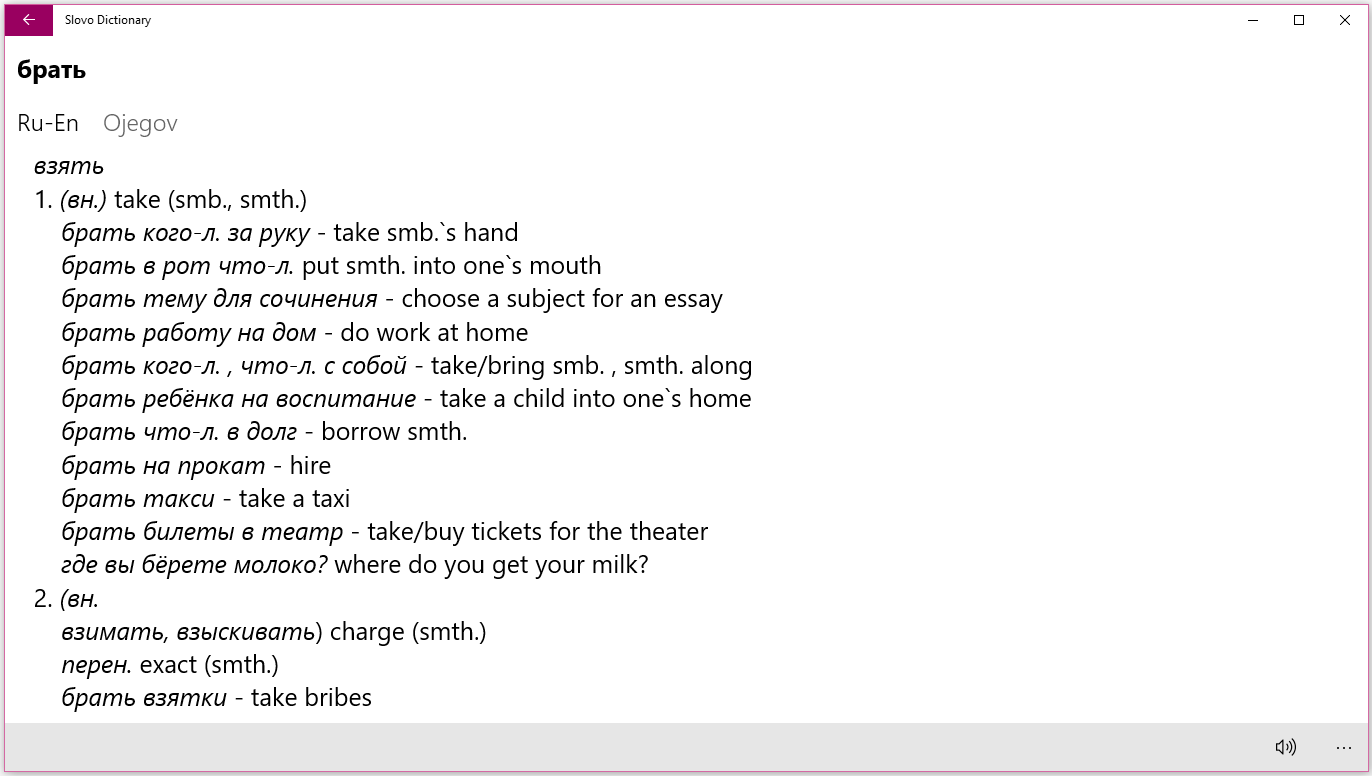 Slovo Dictionary
брать
Ru-En Ojegov
взять
1. (вн.) take (smb., smth.)
брать кого-л. за руку - take smb.`s hand
брать в рот что-л. put smth. into one`s mouth
брать тему для сочинения - choose a subject for an essay
брать работу на дом - do work at home
брать кого-л. , что-л. с собой - take/bring smb. , smth. along
брать ребёнка на воспитание - take a child into one`s home
брать что-л. в долг - borrow smth.
брать на прокат - hire
брать такси - take a taxi
брать билеты в театр - take/buy tickets for the theater
где вы бёрете молоко? where do you get your milk?
2. (вн.
взимать, взыскивать) charge (smth.)
перен. exact (smth.)
брать взятки - take bribes